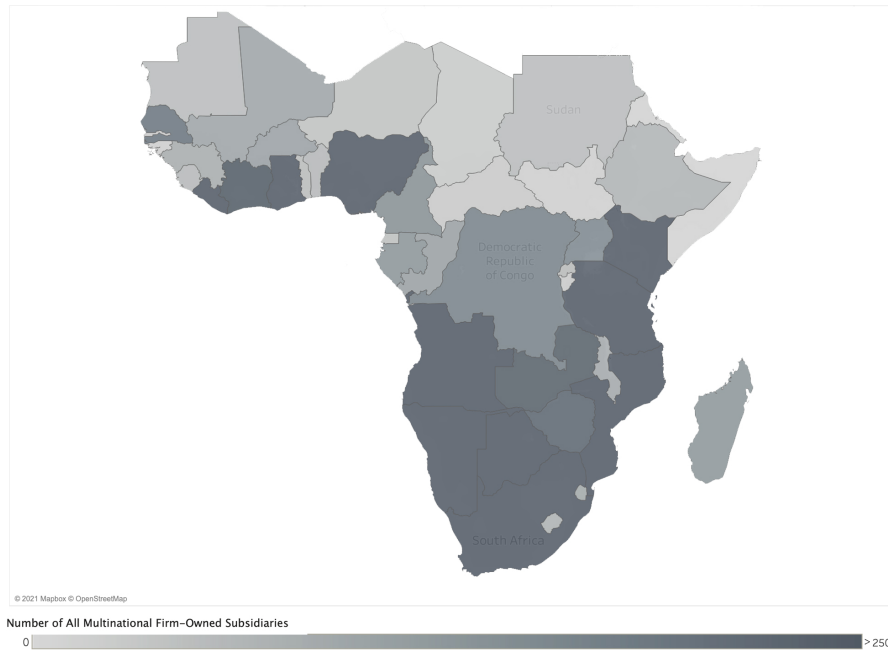 Sudan
Democratic
Republic
of Congo
South Africa
© 2021 Mapbox © OpenStreetMap
Number of All Multinational Firm-Owned Subsidiaries
0
> 250